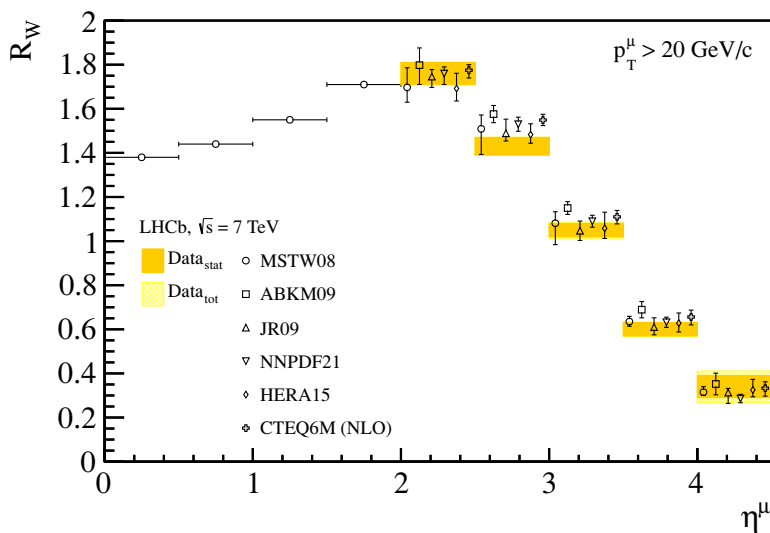 R_W
p_T^μ > 20 GeV/c
1.8
1.6
1.4
1.2
1
0.8
0.6
0.4
0.2
0
LHCb, √s = 7 TeV
Data_stat
Data_tot
MSTW08
ABKM09
JR09
NNPDF21
HERA15
CTEQ6M (NLO)
0 1 2 3 4
η^μ